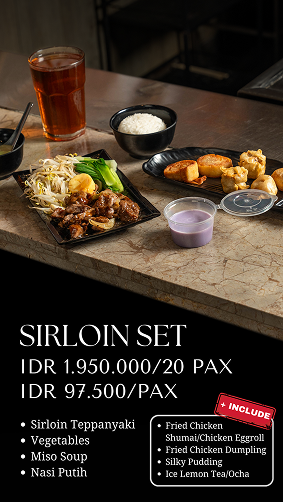 SIRLOIN SET
IDR 1.950.000/20 PAX
IDR 97.500/PAX
• Sirloin Teppanyaki
• Vegetables
• Miso Soup
• Nasi Putih
+ INCLUDE
• Fried Chicken
Shumai/Chicken Eggroll
• Fried Chicken Dumpling
• Silky Pudding
• Ice Lemon Tea/Ocha